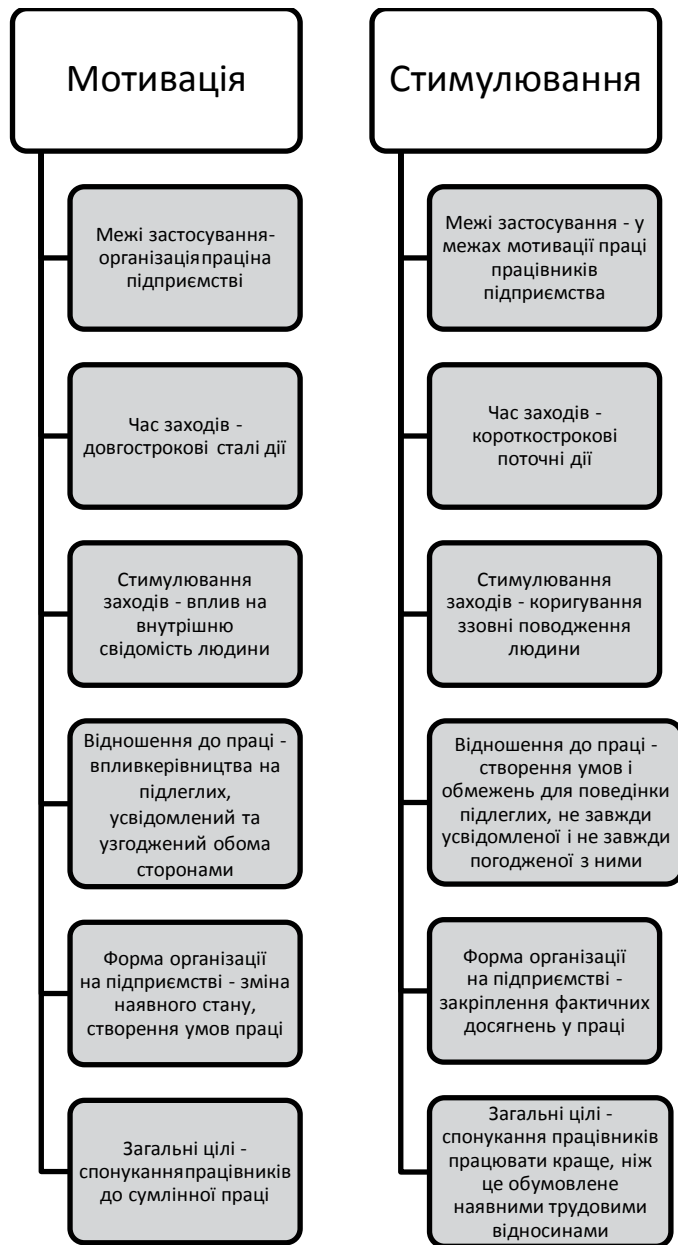 Мотивація
Межі застосування-
організаціяпраціна
підприємстві
Час заходів -
довгострокові сталі дії
Стимулювання
заходів - вплив на
внутрішню
свідомість людини
Відношення до праці -
впливкерівництва на
підлеглих,
усвідомлений та
узгоджений обома
сторонами
Форма організації
на підприємстві - зміна
наявного стану,
створення умов праці
Загальні цілі -
спонуканняпрацівників
до сумлінної праці
Стимулювання
Межі застосування - у
межах мотивації праці
працівників
підприємства
Час заходів -
короткострокові
поточні дії
Стимулювання
заходів - коригування
ззовні поводження
людини
Відношення до праці -
створення умов і
обмежень для поведінки
підлеглих, не завжди
усвідомленої і не завжди
погодженої з ними
Форма організації
на підприємстві -
закріплення фактичних
досягнень у праці
Загальні цілі -
спонукання працівників
працювати краще, ніж
це обумовлене
наявними трудовими
відносинами